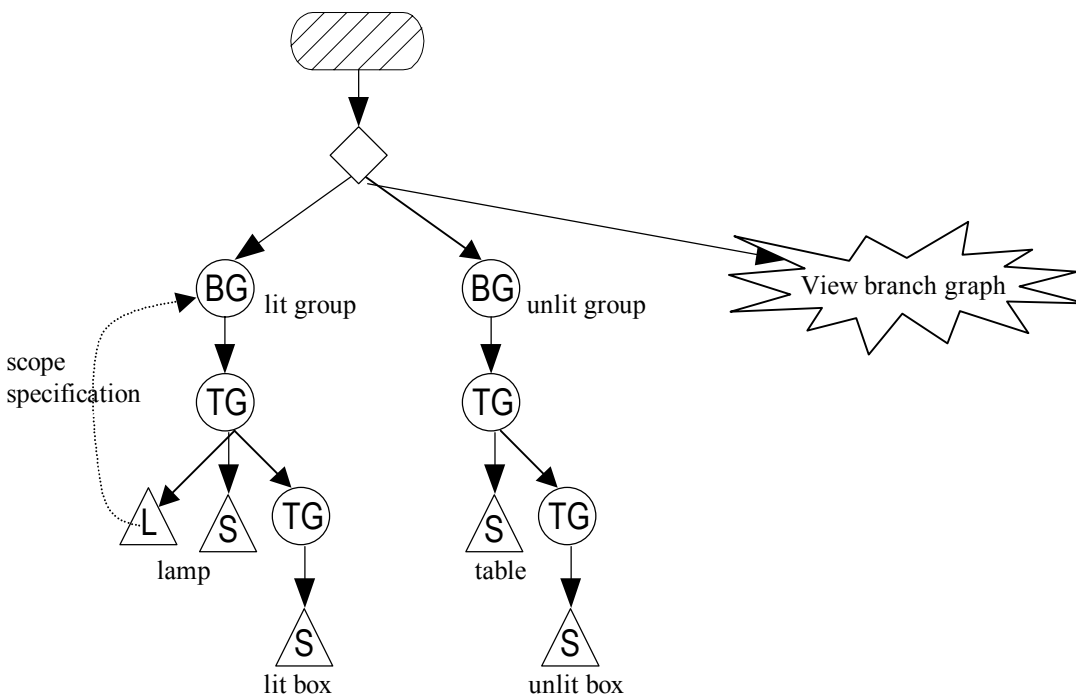 BG
lit group
BG
unlit group
View branch graph
scope
specification
TG
TG
L
S
TG
S
TG
lamp
table
S
S
lit box
unlit box